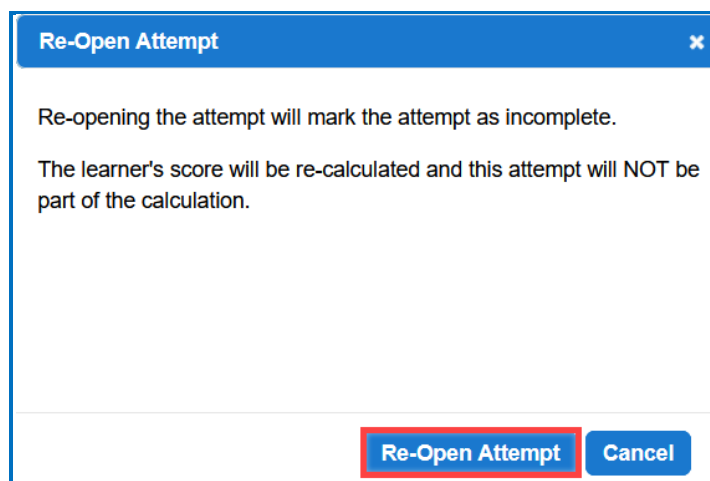 Re-Open Attempt
Re-opening the attempt will mark the attempt as incomplete.
The learner's score will be re-calculated and this attempt will NOT be
part of the calculation.
Re-Open Attempt Cancel